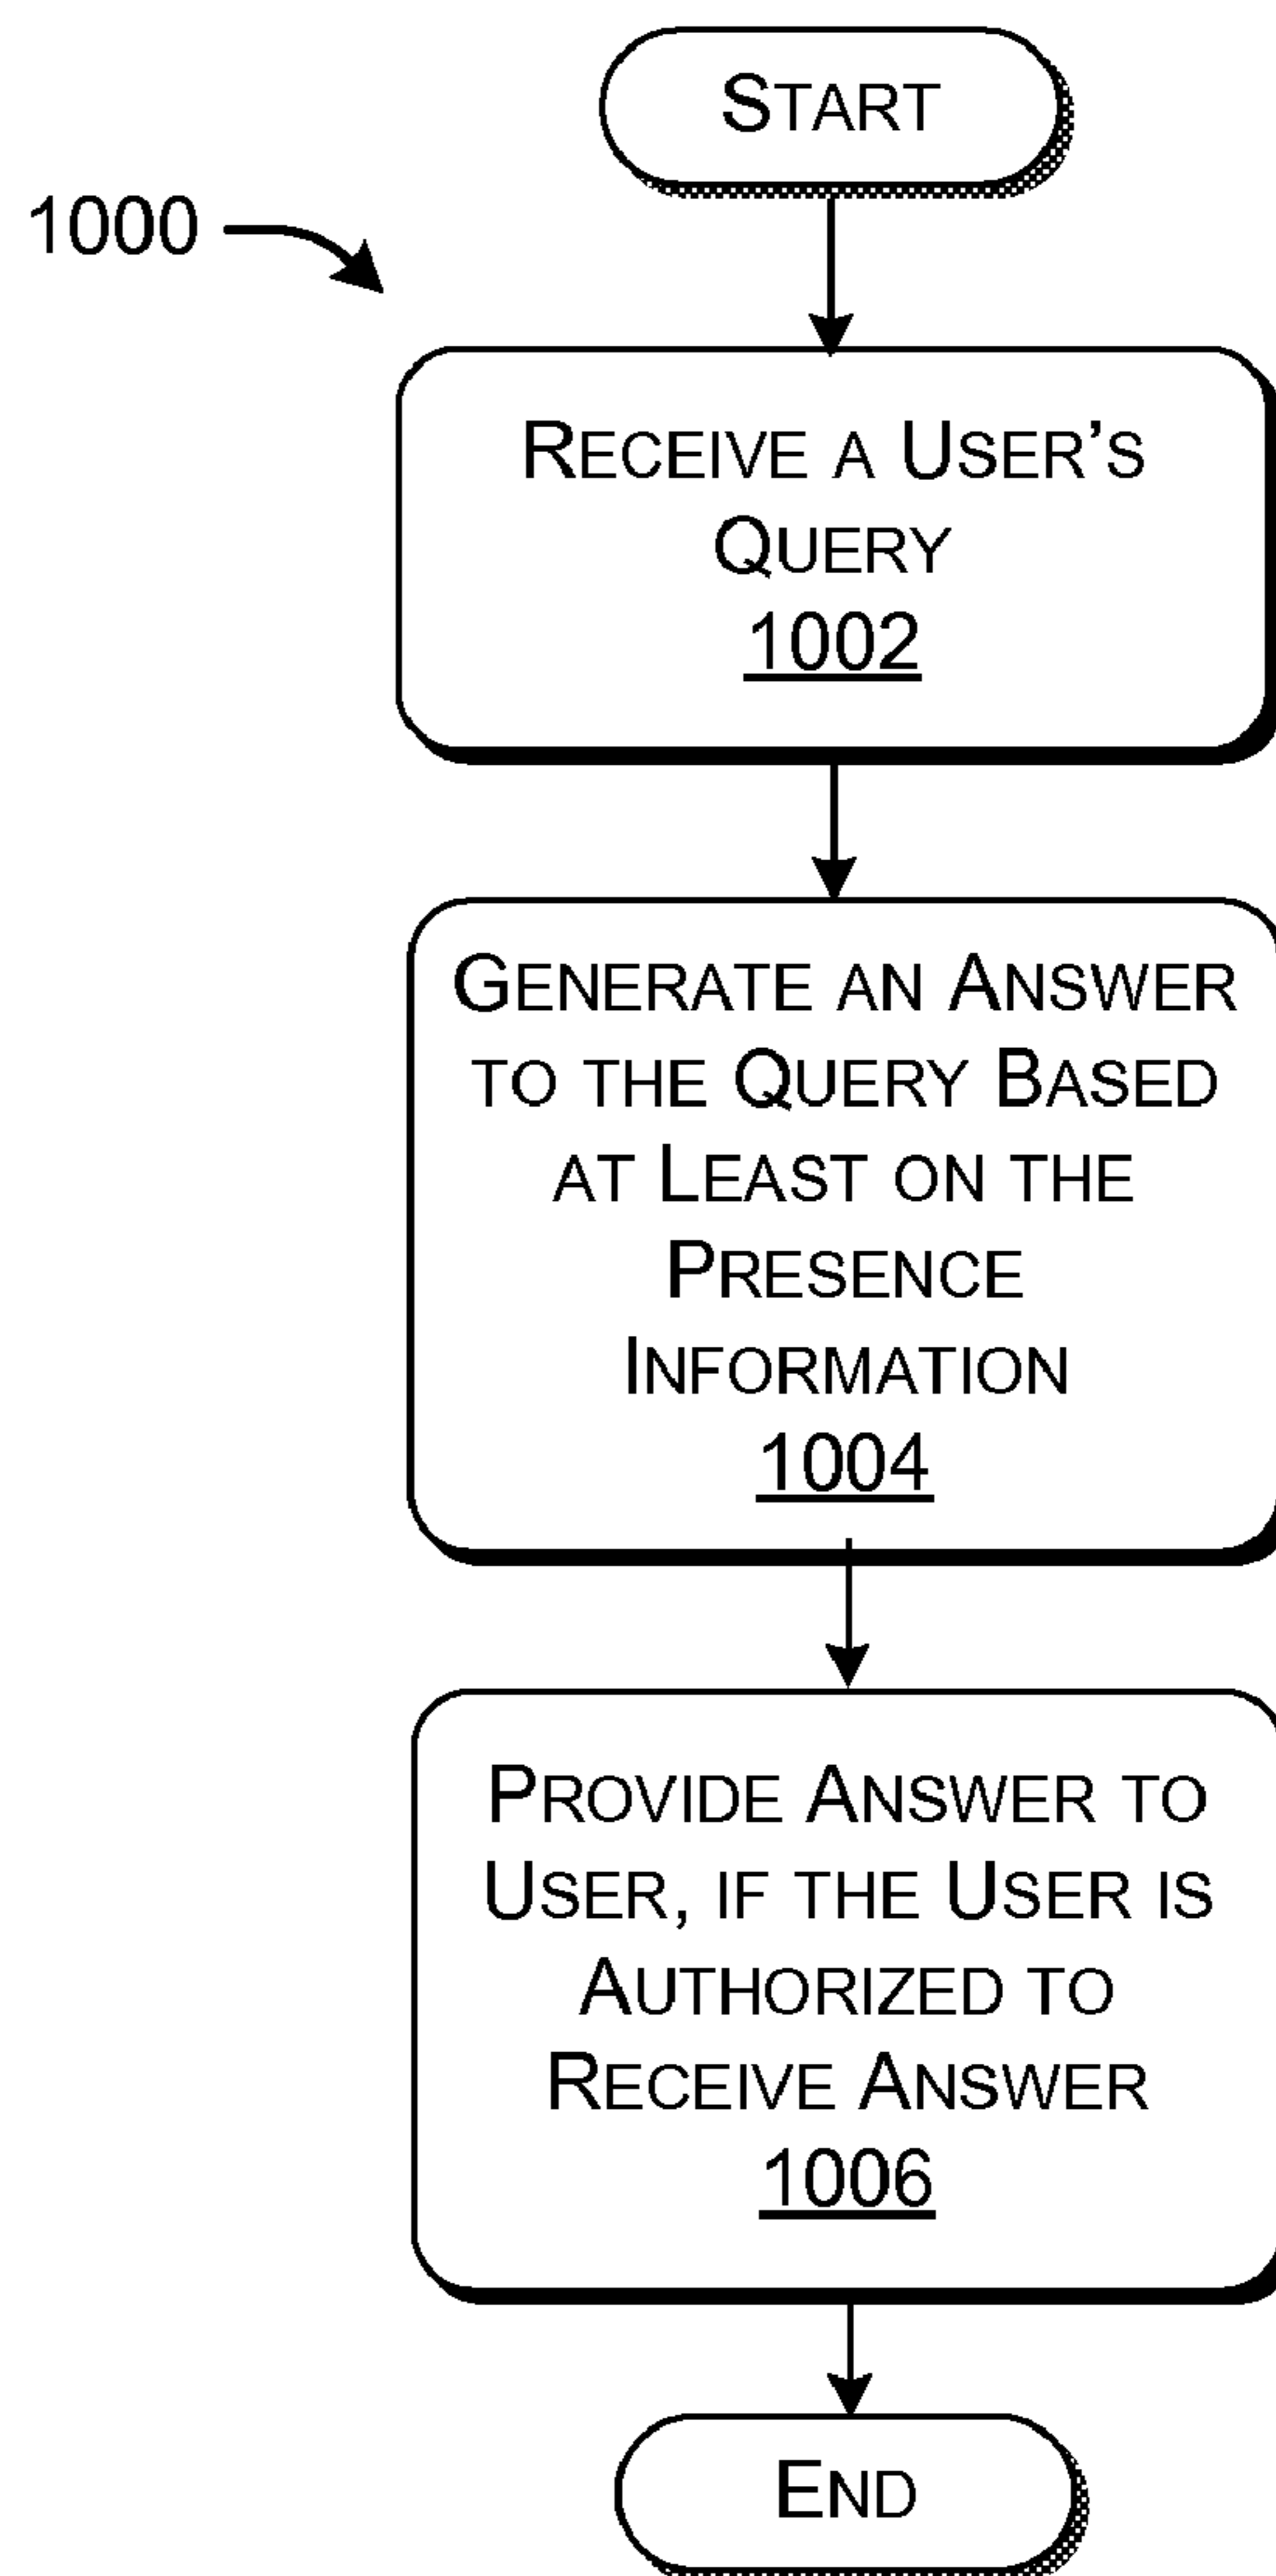 START
1000
RECEIVE A USER'S
QUERY
1002
GENERATE AN ANSWER
TO THE QUERY BASED
AT LEAST ON THE
PRESENCE
INFORMATION
1004
PROVIDE ANSWER TO
USER, IF THE USER IS
AUTHORIZED TO
RECEIVE ANSWER
1006
END